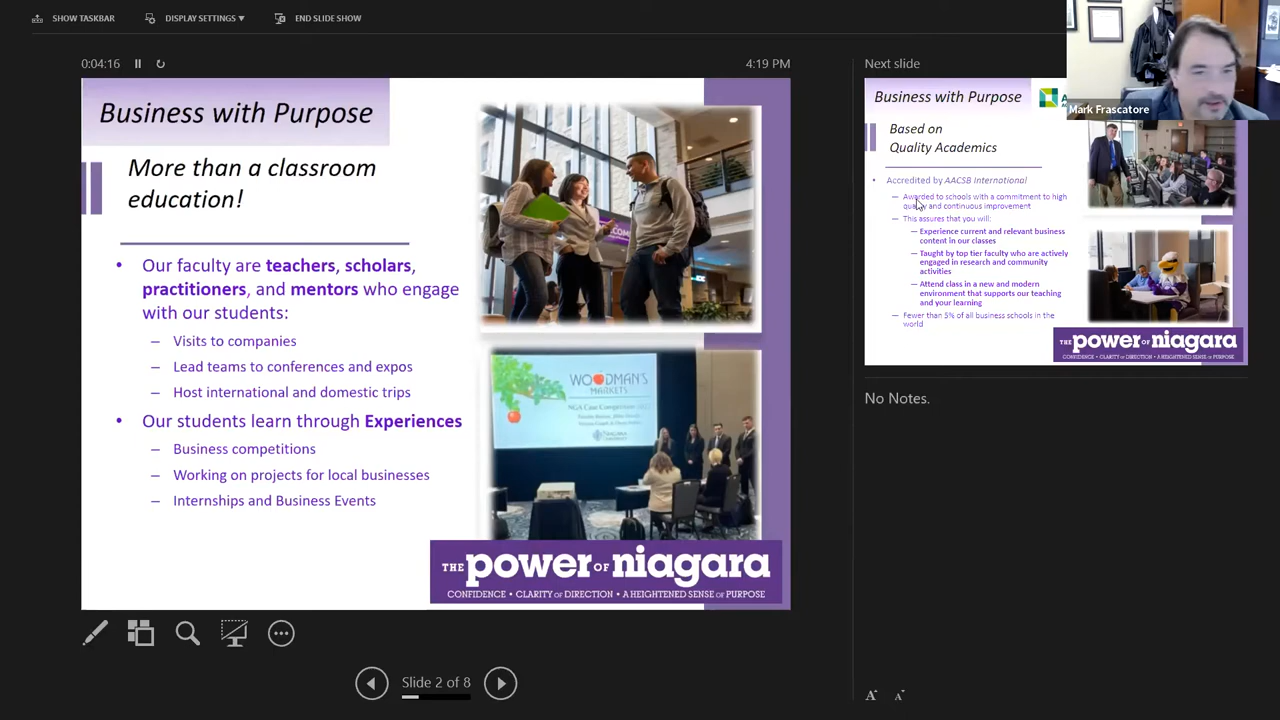 SHOW TASKBAR
DISPLAY SETTINGS ▼
END SLIDE SHOW
0:04:16
4:19 PM
Business with Purpose
More than a classroom
education!
• Our faculty are teachers, scholars,
practitioners, and mentors who engage
with our students:
– Visits to companies
– Lead teams to conferences and expos
– Host international and domestic trips
• Our students learn through Experiences
– Business competitions
– Working on projects for local businesses
– Internships and Business Events
WOODMAN'S
MARKETS
NIAGARA
THE power OF niagara
CONFIDENCE • CLARITY OF DIRECTION • A HEIGHTENED SENSE OF PURPOSE
Slide 2 of 8
Next slide
Mark Frascatore
Business with Purpose
Based on
Quality Academics
• Accredited by AACSB International
– Awarded to schools with a commitment to high
quality and continuous improvement
– This assures that you will:
– Experience current and relevant business
content in our classes
– Taught by top tier faculty who are actively
engaged in research and community
activities
– Attend class in a new and modern
environment that supports our teaching
and your learning
– Fewer than 5% of all business schools in the
world
THE power OF niagara
CONFIDENCE • CLARITY OF DIRECTION • A HEIGHTENED SENSE OF PURPOSE
No Notes.
A A